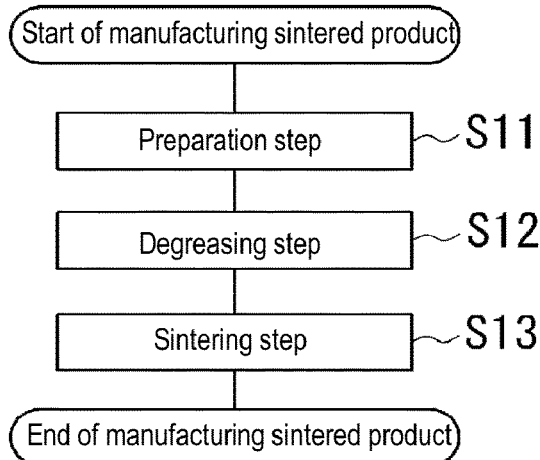 Start of manufacturing sintered product
Preparation step
S11
Degreasing step
S12
Sintering step
S13
End of manufacturing sintered product